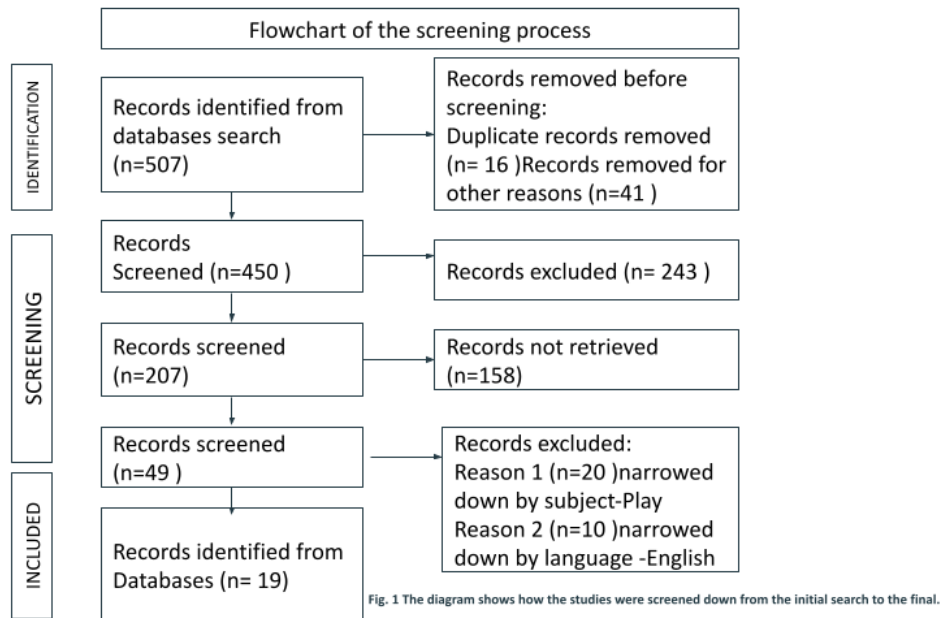 Flowchart of the screening process
IDENTIFICATION
Records identified from
databases search
(n=507)
Records removed before
screening:
Duplicate records removed
(n= 16 )Records removed for
other reasons (n=41 )
SCREENING
Records
Screened (n=450 )
Records excluded (n= 243 )
Records screened
(n=207)
Records not retrieved
(n=158)
Records screened
(n=49 )
Records excluded:
Reason 1 (n=20 )narrowed
down by subject-Play
Reason 2 (n=10 )narrowed
down by language -English
INCLUDED
Records identified from
Databases (n= 19)
Fig. 1 The diagram shows how the studies were screened down from the initial search to the final.